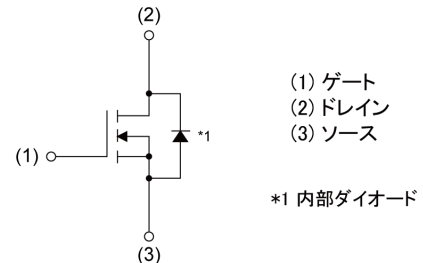 (2)
(1) ゲート
(2) ドレイン
(3) ソース
*1
(1)
*1 内部ダイオード
(3)